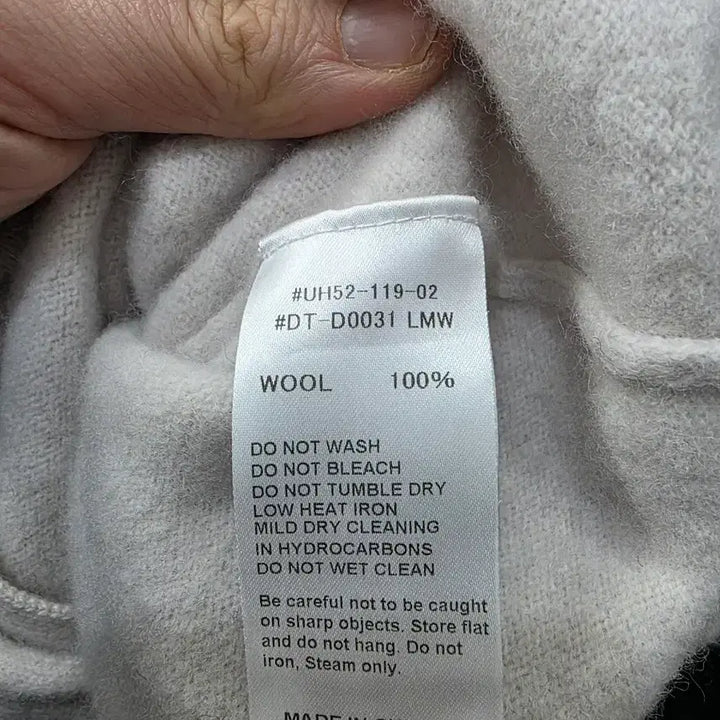 #UH52-119-02
#DT-D0031 LMW
WOOL 100%
DO NOT WASH
DO NOT BLEACH
DO NOT TUMBLE DRY
LOW HEAT IRON
MILD DRY CLEANING
IN HYDROCARBONS
DO NOT WET CLEAN
Be careful not to be caught
on sharp objects. Store flat
and do not hang. Do not
iron, Steam only.
MADE IN